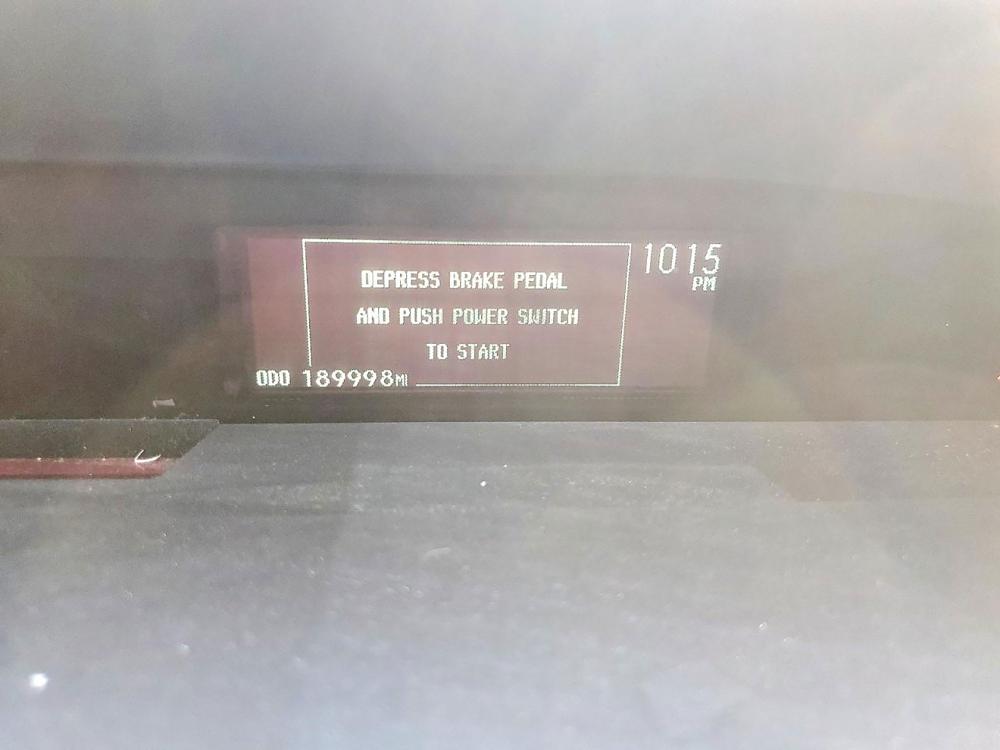 DEPRESS BRAKE PEDAL
AND PUSH POWER SWITCH
TO START
10 15
PM
ODO 189998MI